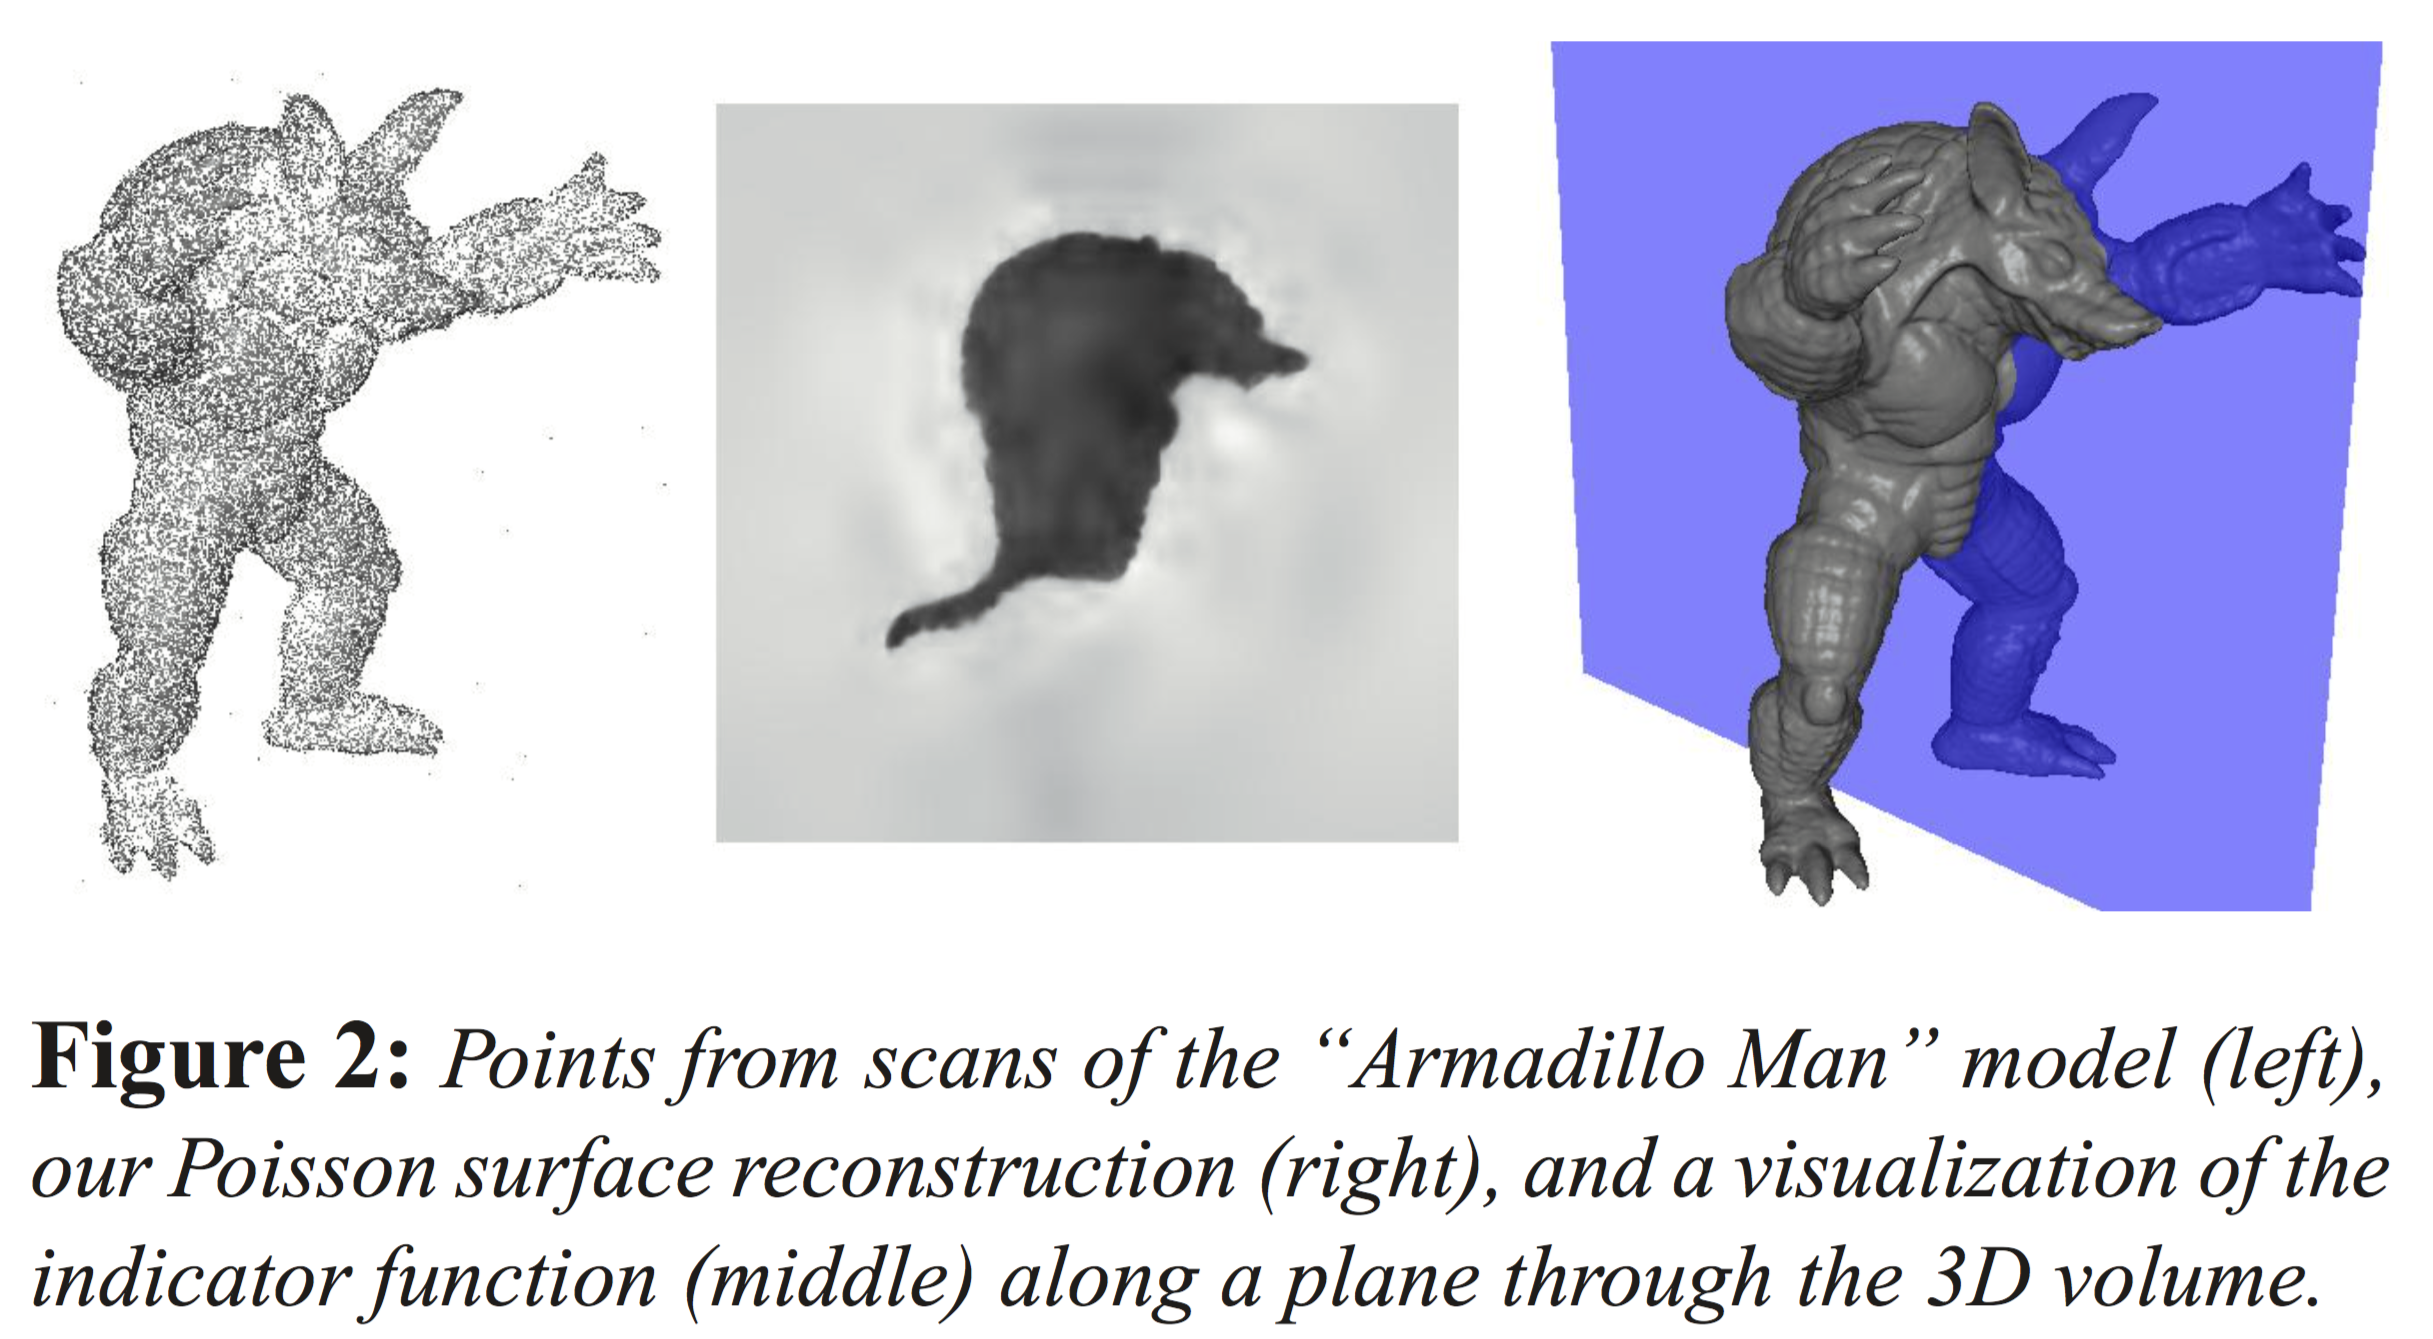 Figure 2: Points from scans of the “Armadillo Man” model (left),
our Poisson surface reconstruction (right), and a visualization of the
indicator function (middle) along a plane through the 3D volume.